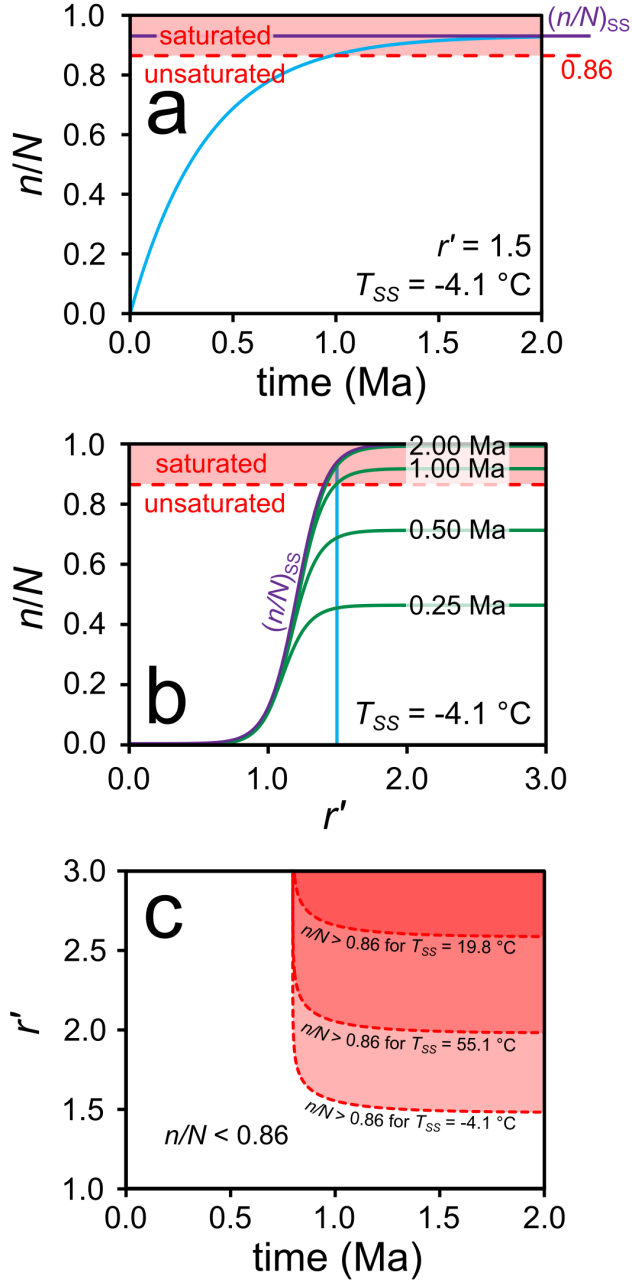 1.0
saturated
(n/N)SS
unsaturated
0.86
0.8
a
0.6
n/N
0.4
0.2
r' = 1.5
TSS = -4.1 °C
0.0
0.0 0.5 1.0 1.5 2.0
time (Ma)
1.0
saturated
2.00 Ma
1.00 Ma
unsaturated
0.8
0.50 Ma
0.6
n/N
(n/N)SS
0.4
0.25 Ma
0.2
b
TSS = -4.1 °C
0.0
0.0 1.0 2.0 3.0
r'
3.0
c
n/N > 0.86 for TSS = 19.8 °C
2.5
r'
2.0
n/N > 0.86 for TSS = 55.1 °C
1.5
n/N > 0.86 for TSS = -4.1 °C
n/N < 0.86
1.0
0.0 0.5 1.0 1.5 2.0
time (Ma)